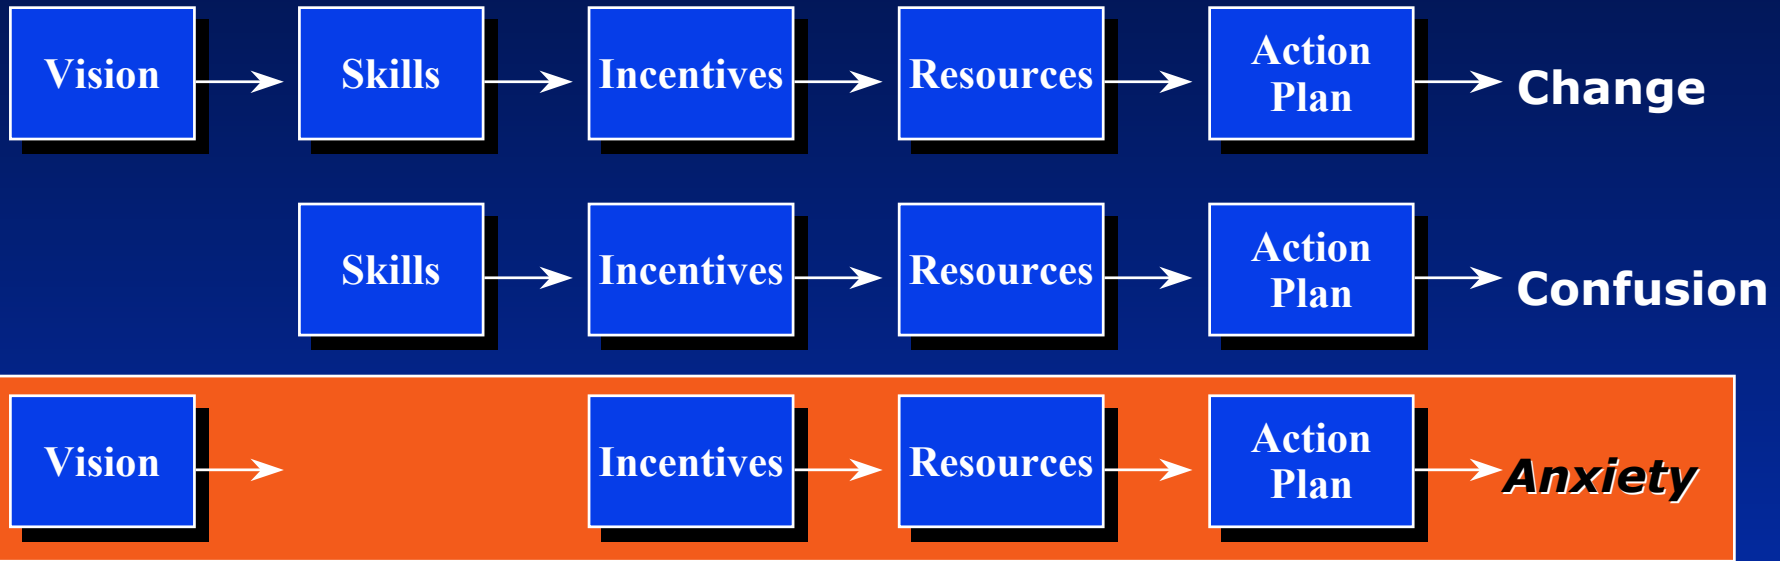 Vision Skills Incentives Resources Action Plan Change
Skills Incentives Resources Action Plan Confusion
Vision Incentives Resources Action Plan Anxiety